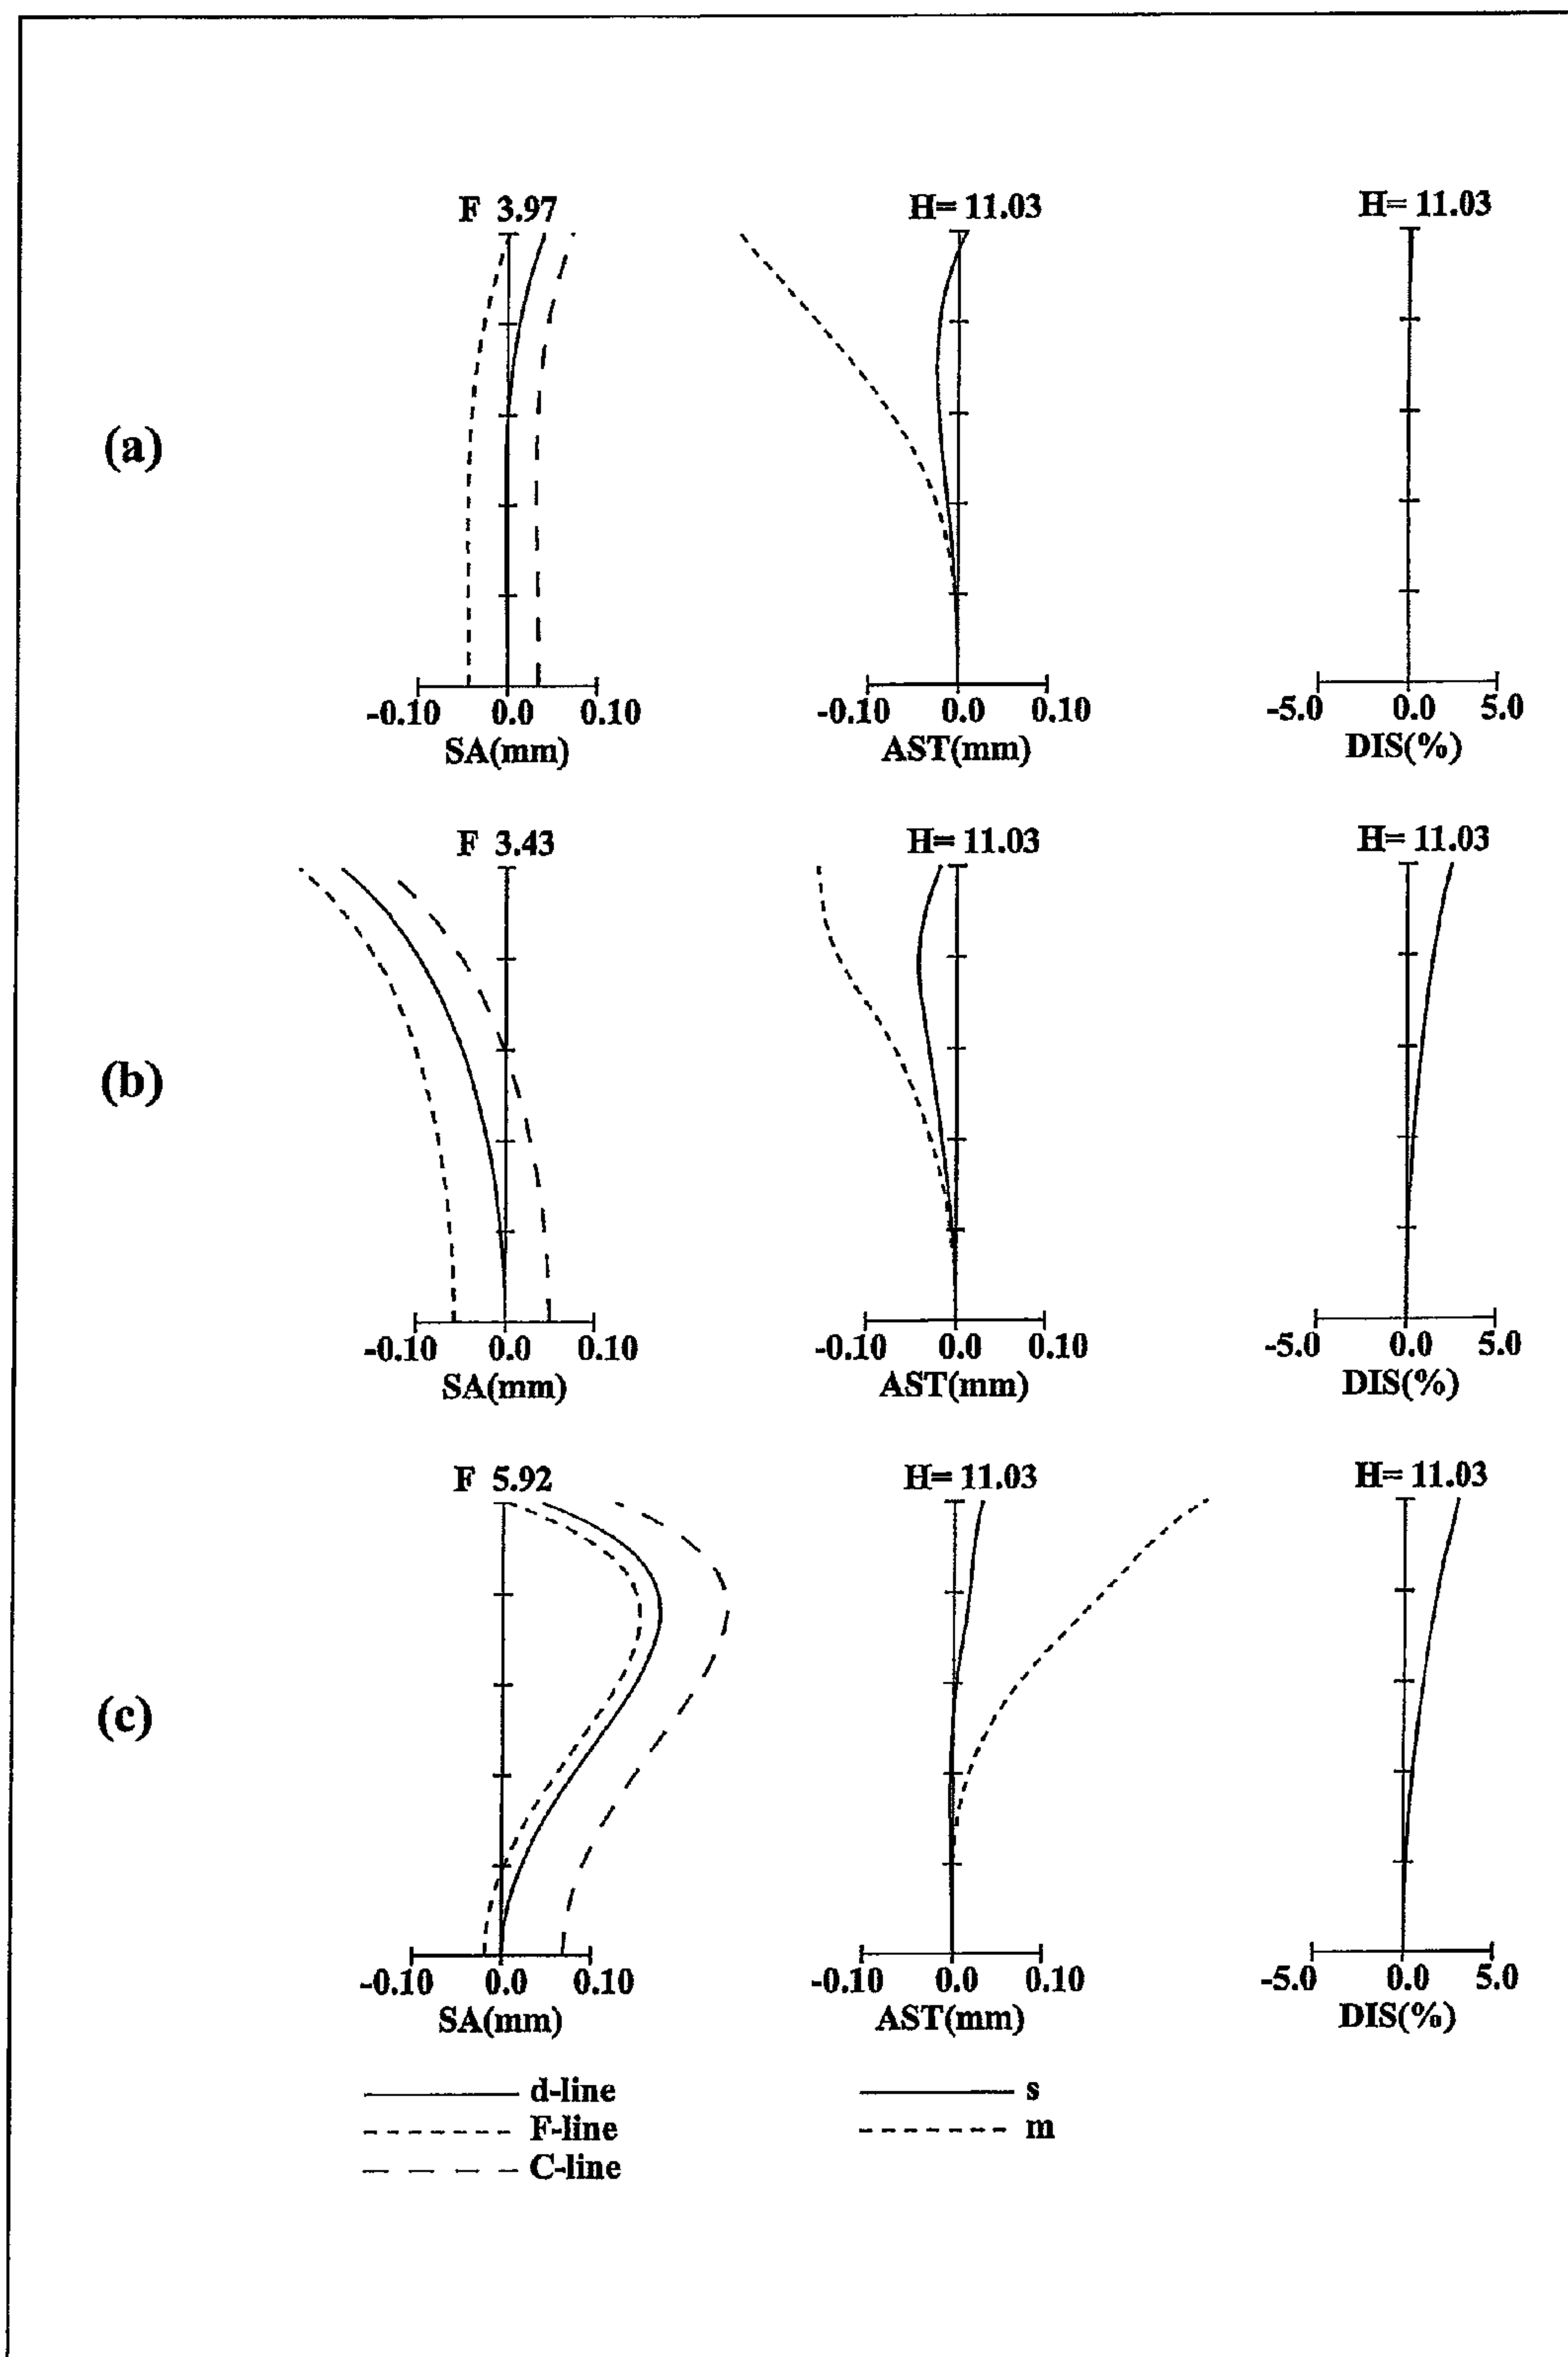 F 3.97 H= 11.03 H= 11.03
(a)
-0.10 0.0 0.10 -0.10 0.0 0.10 -5.0 0.0 5.0
SA(mm) AST(mm) DIS(%)
F 3.43 H= 11.03 H= 11.03
(b)
-0.10 0.0 0.10 -0.10 0.0 0.10 -5.0 0.0 5.0
SA(mm) AST(mm) DIS(%)
F 5.92 H= 11.03 H= 11.03
(c)
-0.10 0.0 0.10 -0.10 0.0 0.10 -5.0 0.0 5.0
SA(mm) AST(mm) DIS(%)
d-line s
F-line m
C-line